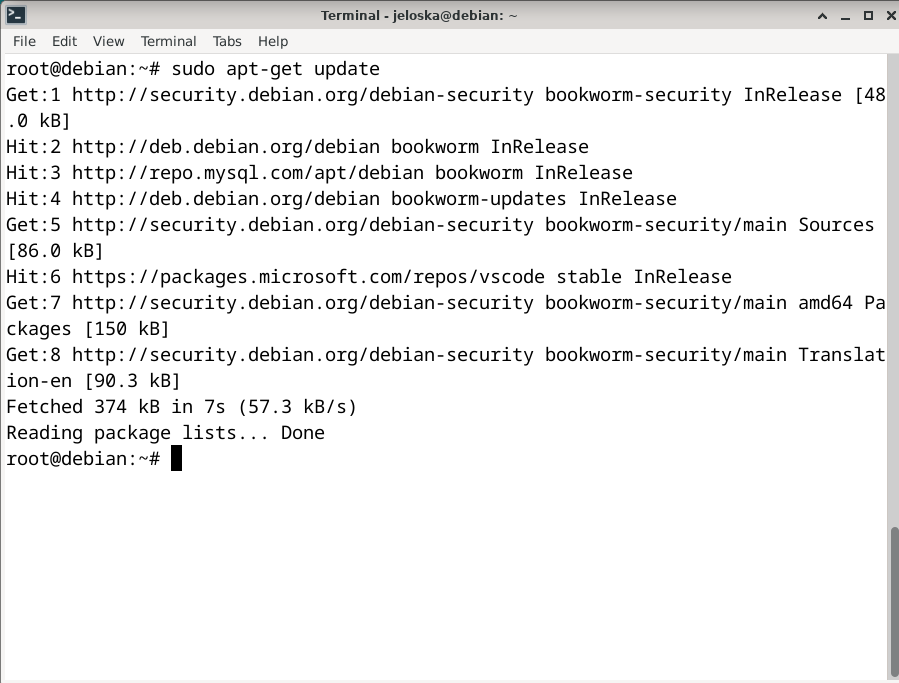 Terminal - jeloska@debian: ~
File Edit View Terminal Tabs Help
root@debian:~# sudo apt-get update
Get:1 http://security.debian.org/debian-security bookworm-security InRelease [48
.0 kB]
Hit:2 http://deb.debian.org/debian bookworm InRelease
Hit:3 http://repo.mysql.com/apt/debian bookworm InRelease
Hit:4 http://deb.debian.org/debian bookworm-updates InRelease
Get:5 http://security.debian.org/debian-security bookworm-security/main Sources
[86.0 kB]
Hit:6 https://packages.microsoft.com/repos/vscode stable InRelease
Get:7 http://security.debian.org/debian-security bookworm-security/main amd64 Pa
ckages [150 kB]
Get:8 http://security.debian.org/debian-security bookworm-security/main Translat
ion-en [90.3 kB]
Fetched 374 kB in 7s (57.3 kB/s)
Reading package lists... Done
root@debian:~#